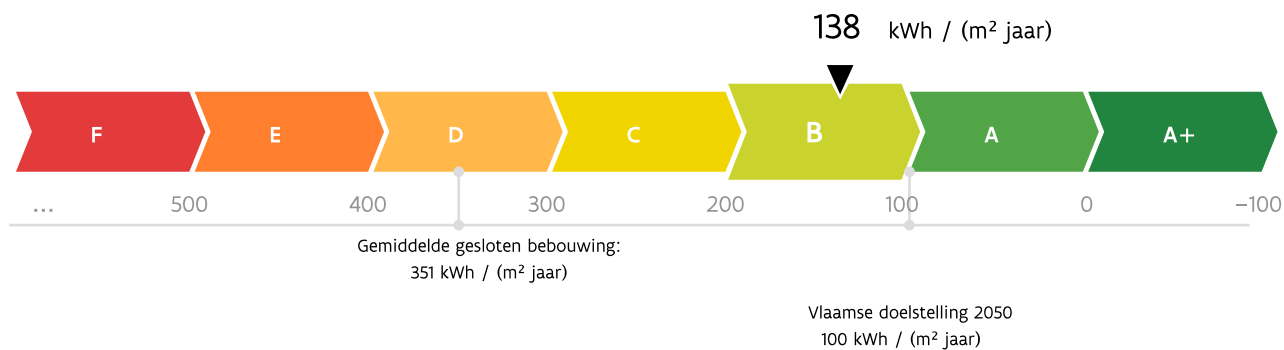 138 kWh / (m² jaar)
F E D C B A A+
... 500 400 300 200 100 0 −100
Gemiddelde gesloten bebouwing:
351 kWh / (m² jaar)
Vlaamse doelstelling 2050
100 kWh / (m² jaar)